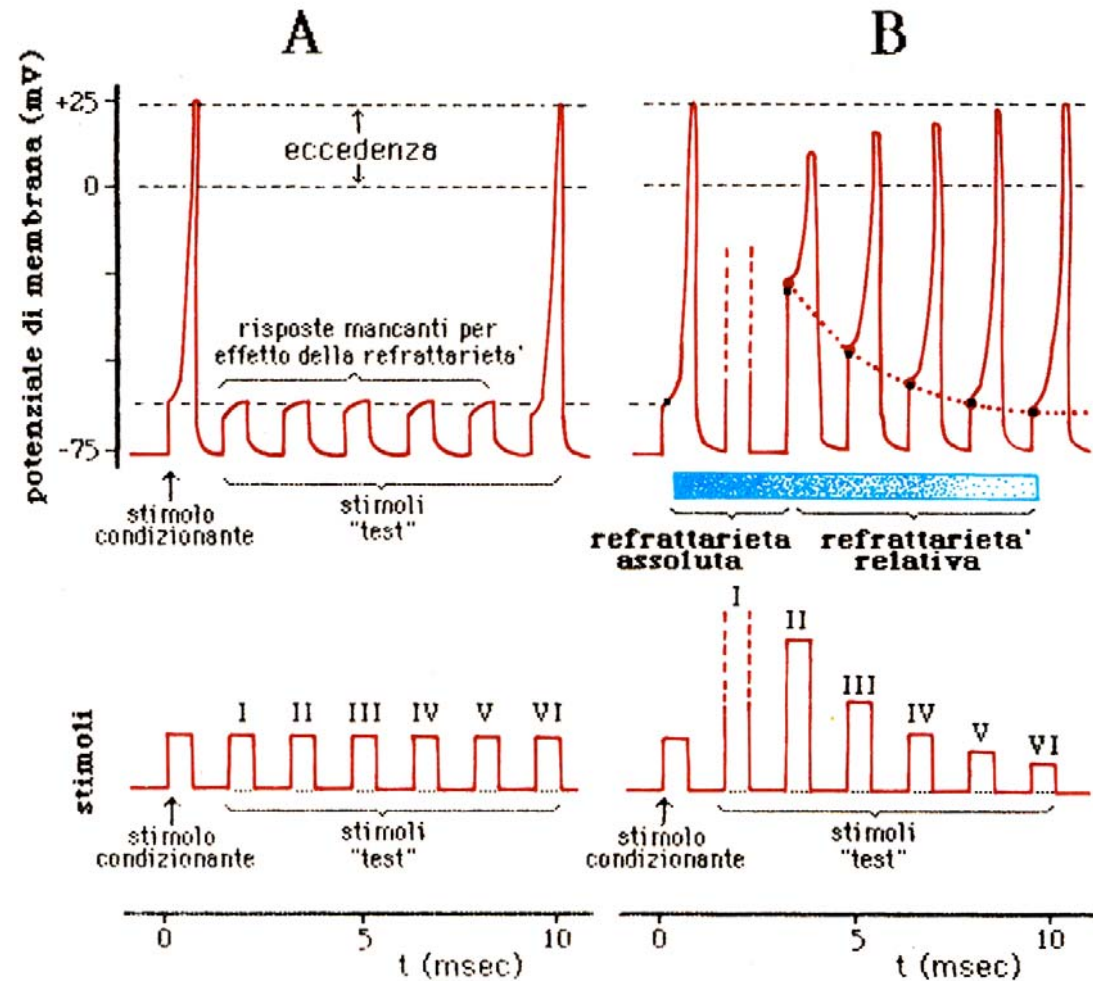 A
B
potenziale di membrana (mV)
+25
0
-75
eccedenza
risposte mancanti per
effetto della refrattarieta'
stimolo
condizionante
stimoli
"test"
refrattarieta
assoluta
refrattarieta'
relativa
stimoli
I
II
III
IV
V
VI
stimolo
condizionante
stimoli
"test"
I
II
III
IV
V
VI
stimolo
condizionante
stimoli
"test"
0
5
10
t (msec)
0
5
10
t (msec)